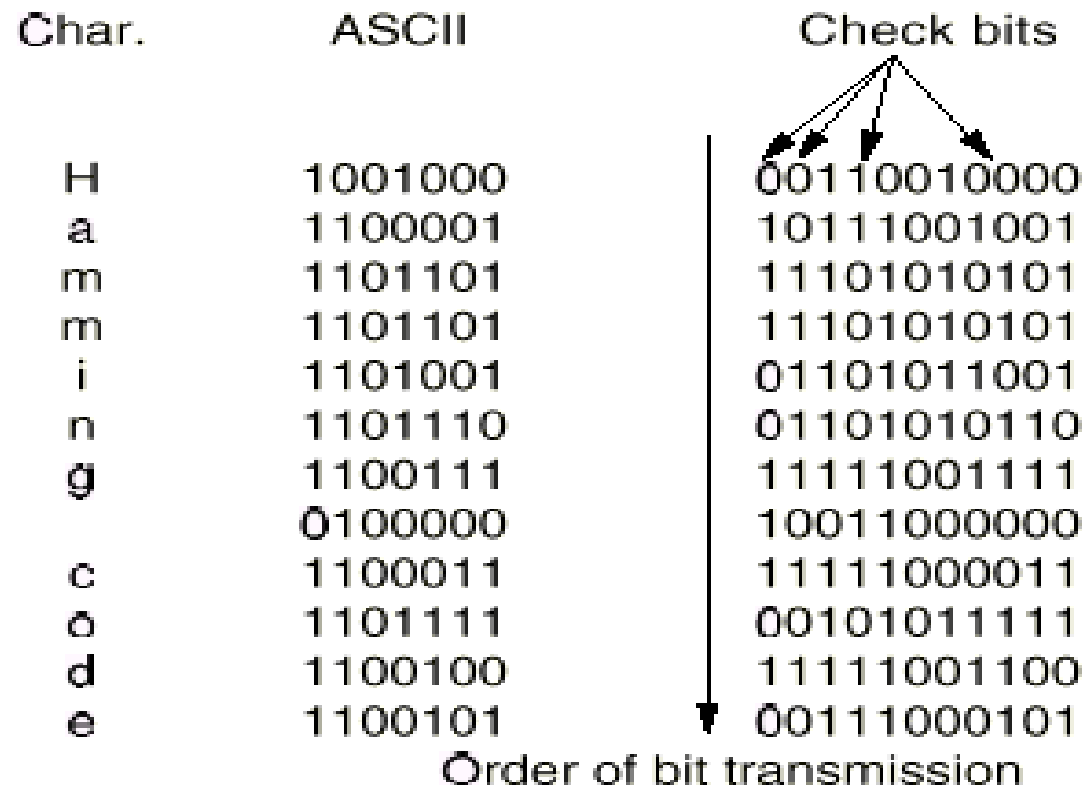 Char. ASCII Check bits
H 1001000 00110010000
a 1100001 10111001001
m 1101101 11101010101
m 1101101 11101010101
i 1101001 01101011001
n 1101110 01101010110
g 1100111 11111001111
0100000 10011000000
c 1100011 11111000011
o 1101111 00101011111
d 1100100 11111001100
e 1100101 00111000101
Order of bit transmission